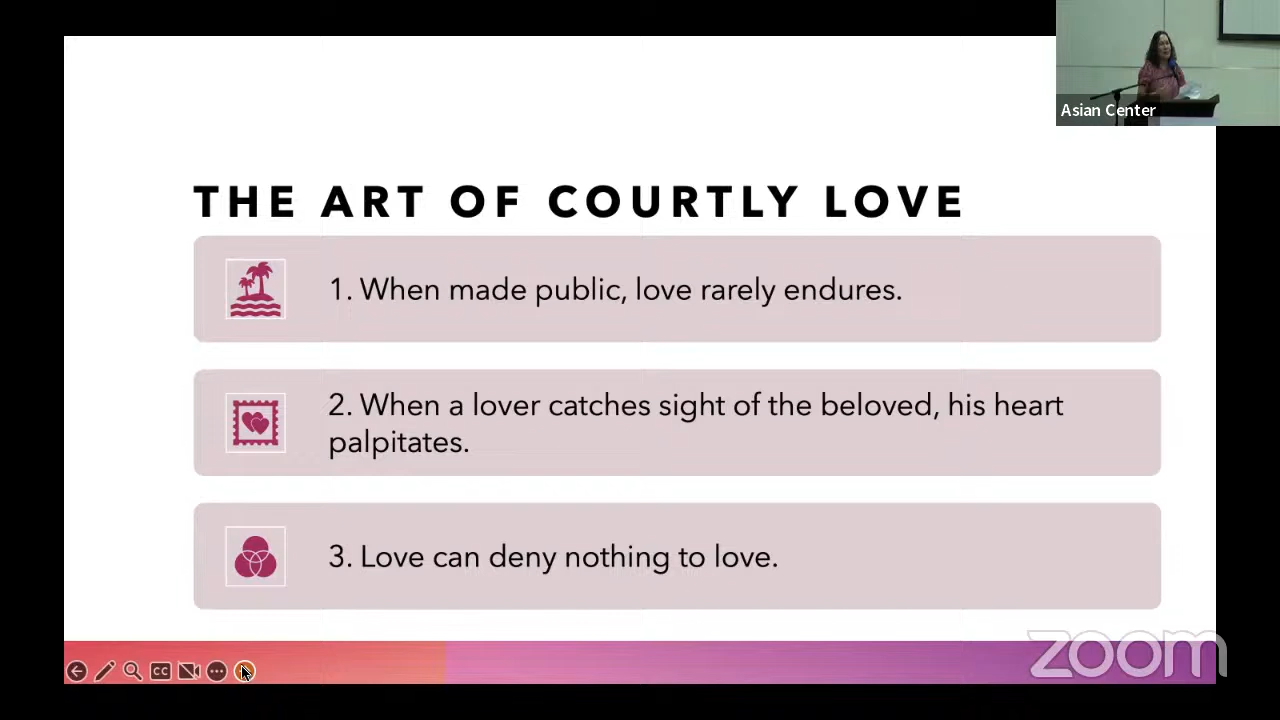 Asian Center
THE ART OF COURTLY LOVE
1. When made public, love rarely endures.
2. When a lover catches sight of the beloved, his heart
palpitates.
3. Love can deny nothing to love.
CC
zoom